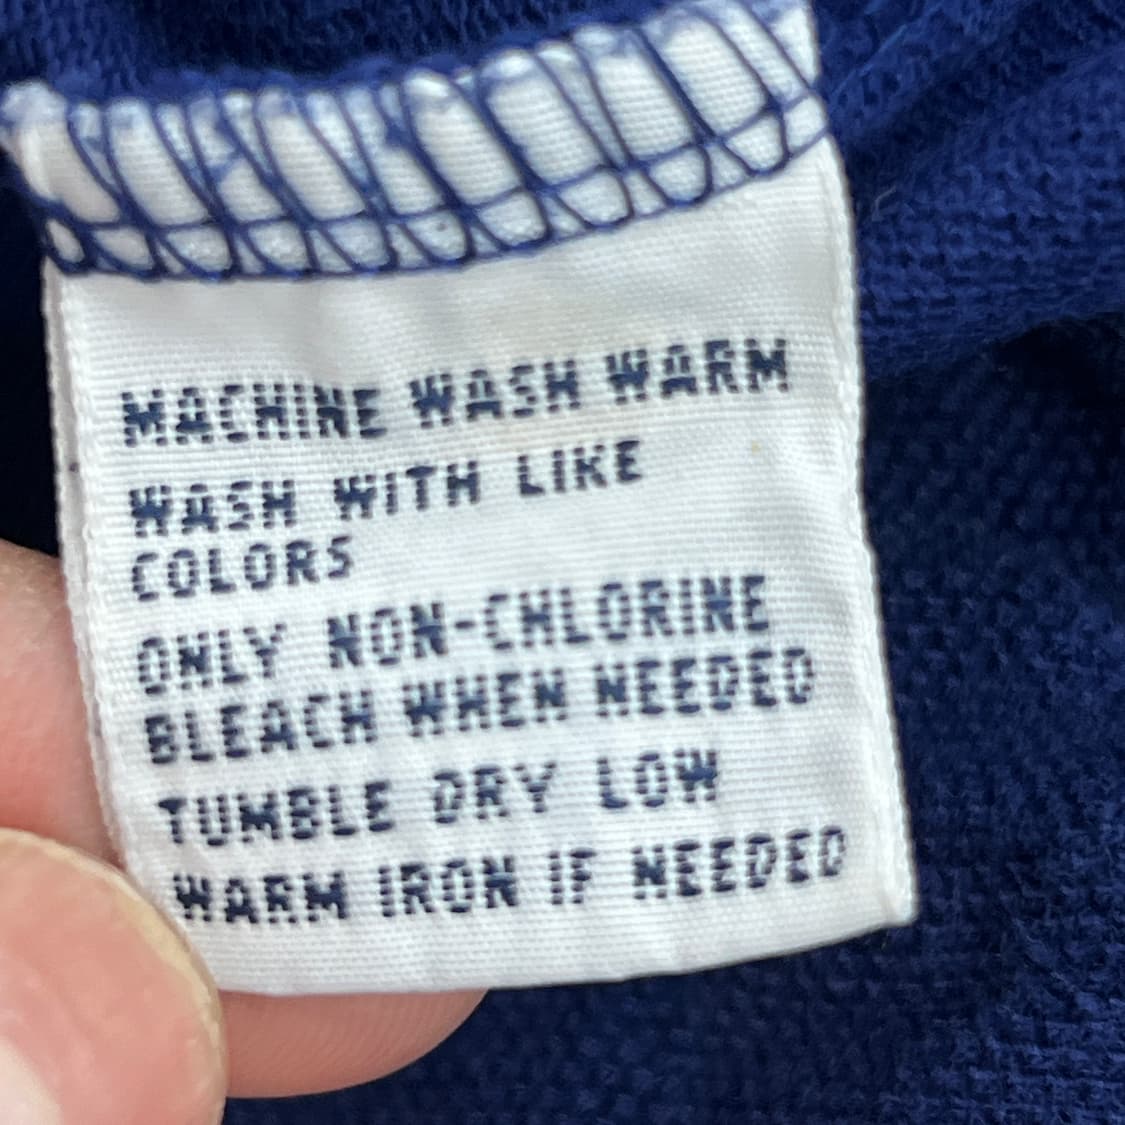 MACHINE WASH WARM
WASH WITH LIKE
COLORS
ONLY NON-CHLORINE
BLEACH WHEN NEEDED
TUMBLE DRY LOW
WARM IRON IF NEEDED